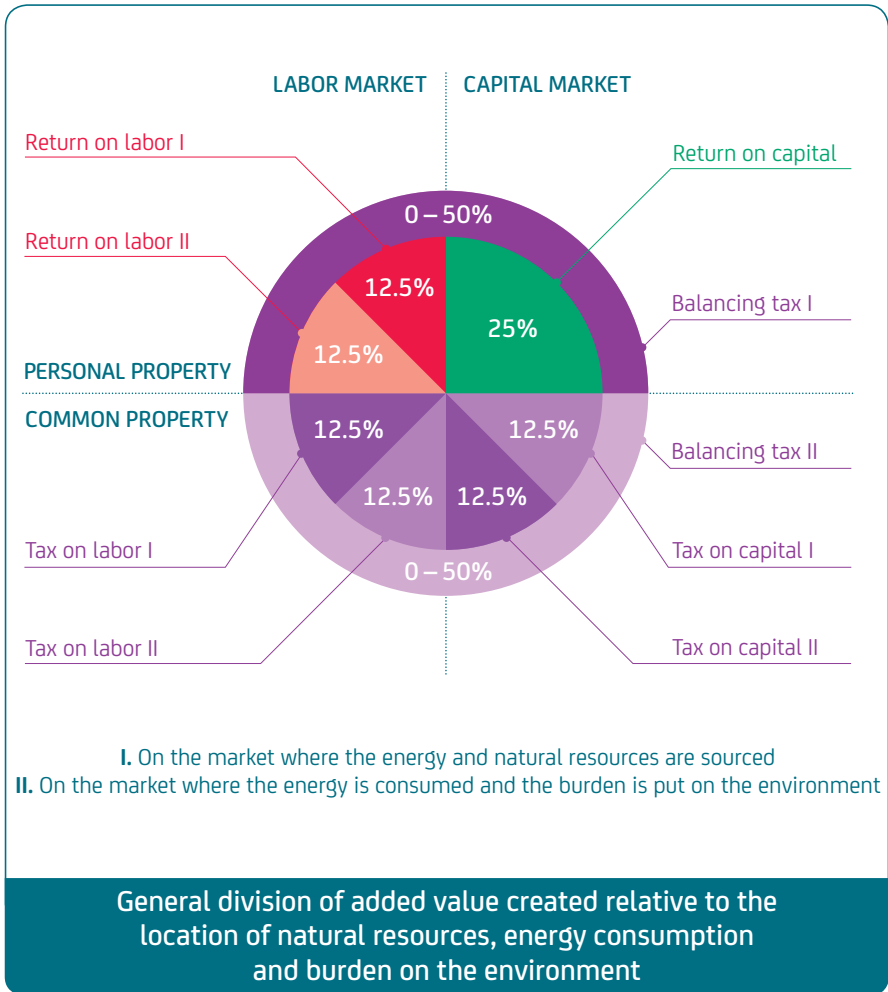 LABOR MARKET
CAPITAL MARKET
Return on labor I
Return on capital
0 – 50%
Return on labor II
12.5%
Balancing tax I
25%
12.5%
PERSONAL PROPERTY
COMMON PROPERTY
12.5%
12.5%
Balancing tax II
12.5%
12.5%
Tax on labor I
Tax on capital I
0 – 50%
Tax on labor II
Tax on capital II
I. On the market where the energy and natural resources are sourced
II. On the market where the energy is consumed and the burden is put on the environment
General division of added value created relative to the
location of natural resources, energy consumption
and burden on the environment